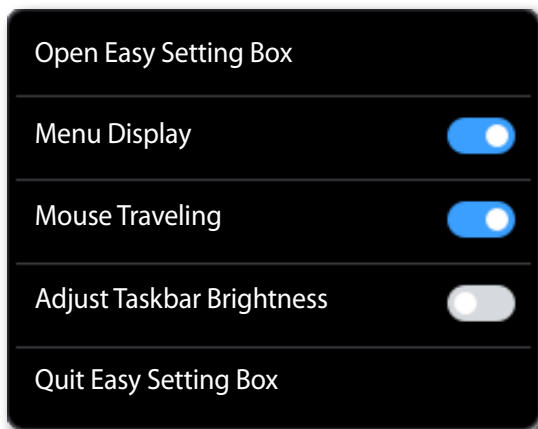 Open Easy Setting Box
Menu Display
Mouse Traveling
Adjust Taskbar Brightness
Quit Easy Setting Box